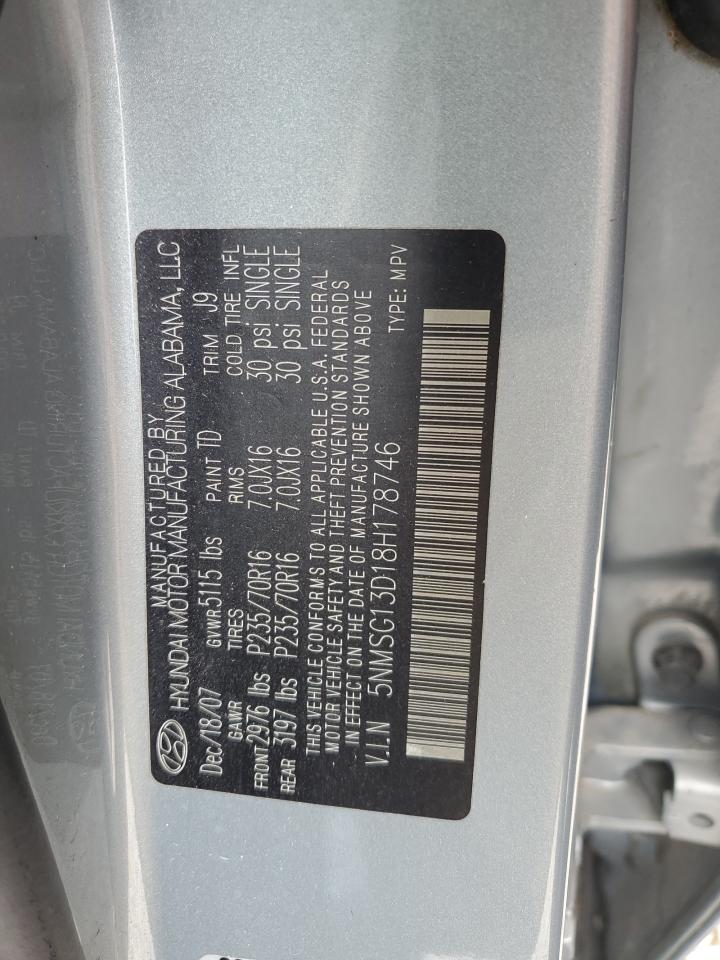 MANUFACTURED BY
HYUNDAI MOTOR MANUFACTURING ALABAMA, LLC
Dec/18/07 GVWR 5115 lbs PAINT TD TRIM J9
GAWR TIRES RMS COLD TIRE INFL
FRONT 2976 lbs P235/70R16 7.0JX16 30 psi SINGLE
REAR 3197 lbs P235/70R16 7.0JX16 30 psi SINGLE
THIS VEHICLE CONFORMS TO ALL APPLICABLE U.S.A. FEDERAL
MOTOR VEHICLE SAFETY AND THEFT PREVENTION STANDARDS
IN EFFECT ON THE DATE OF MANUFACTURE SHOWN ABOVE
V.I.N 5NMSG13D18H178746
TYPE: MPV